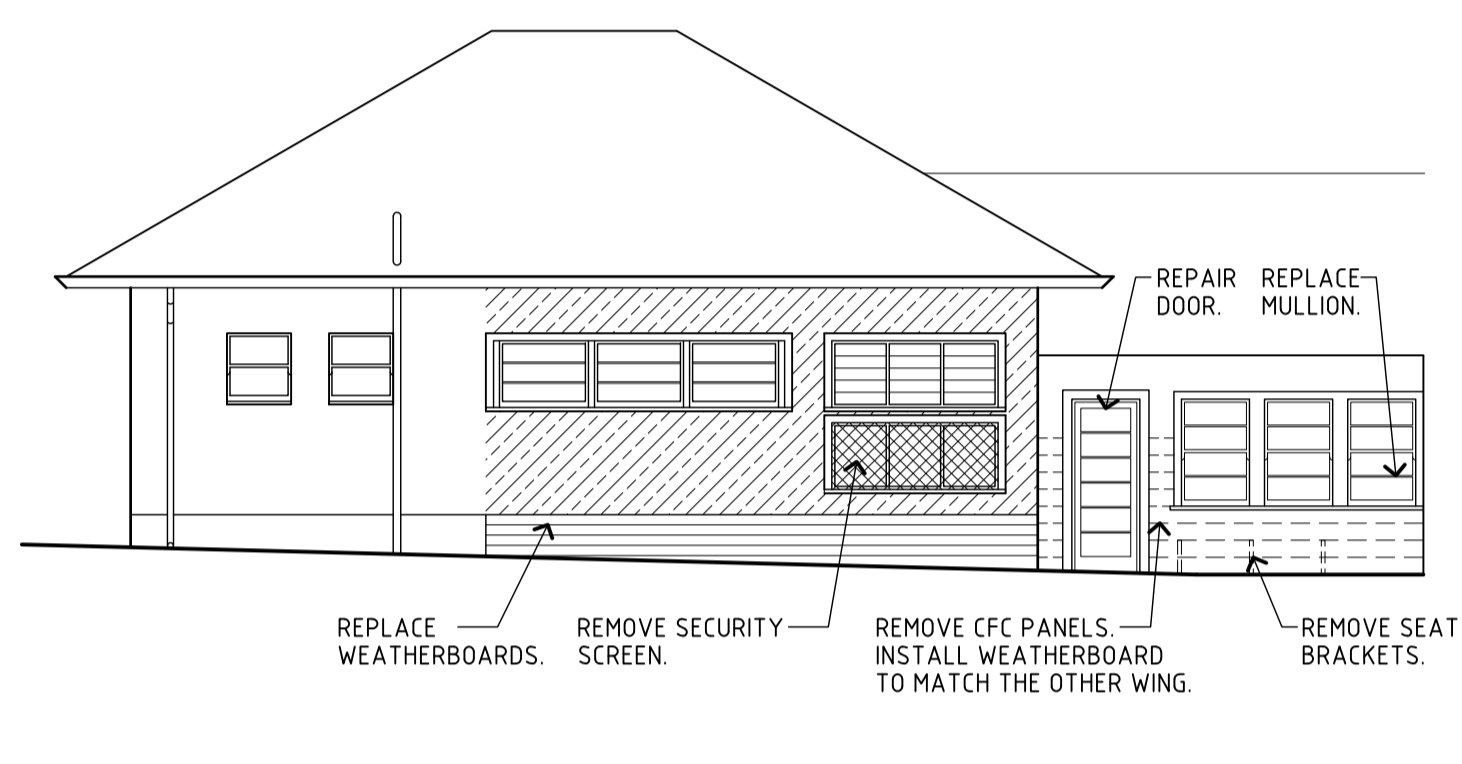 REPAIR
DOOR.
REPLACE
MULLION.
REPLACE
WEATHERBOARDS.
REMOVE SECURITY
SCREEN.
REMOVE CFC PANELS.
INSTALL WEATHERBOARD
TO MATCH THE OTHER WING.
REMOVE SEAT
BRACKETS.